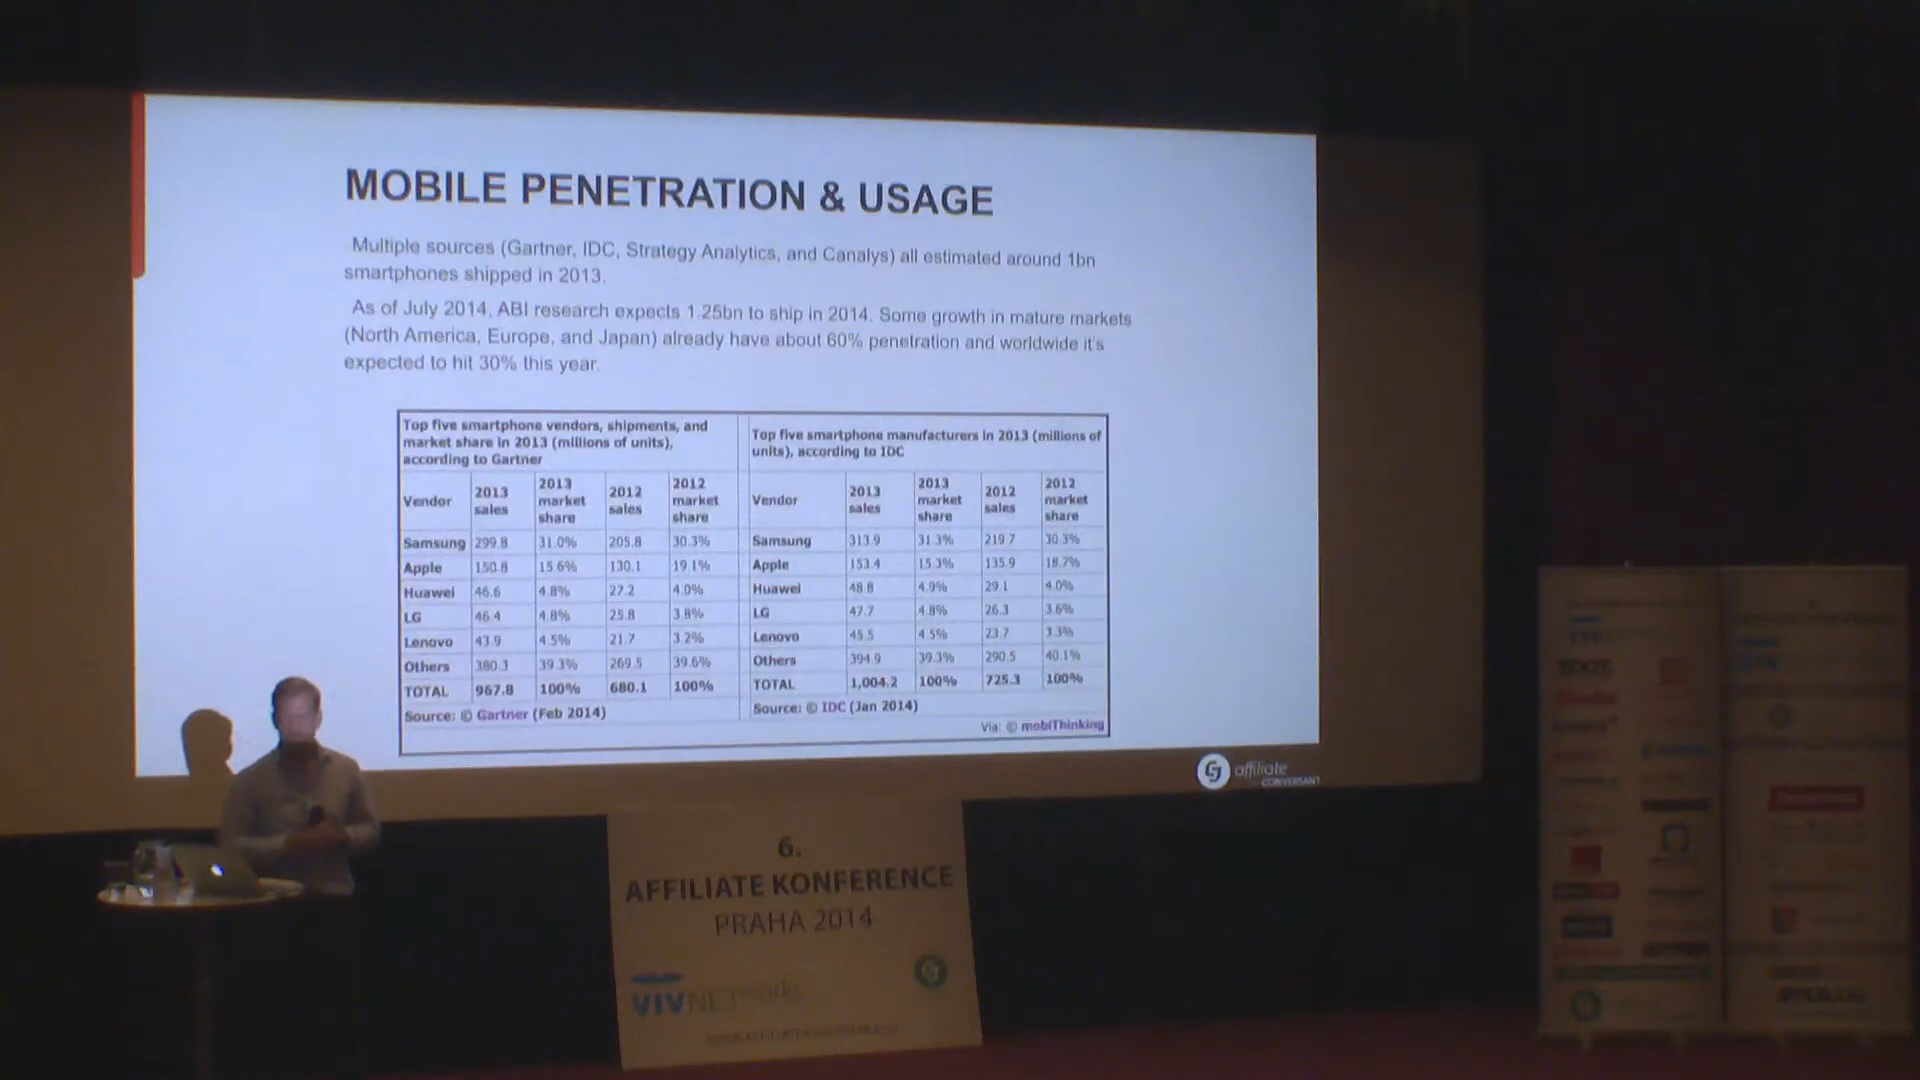 MOBILE PENETRATION & USAGE
Multiple sources (Gartner, IDC, Strategy Analytics, and Canalys) all estimated around 1bn
smartphones shipped in 2013.
As of July 2014, ABI research expects 1.25bn to ship in 2014. Some growth in mature markets
(North America, Europe, and Japan) already have about 60% penetration and worldwide it's
expected to hit 30% this year.
Top five smartphone vendors, shipments, and
market share in 2013 (millions of units),
according to Gartner
Vendor 2013 sales 2013 market share 2012 sales 2012 market share
Samsung 299.8 31.0% 205.8 30.3%
Apple 150.8 15.6% 130.1 19.1%
Huawei 46.6 4.8% 27.2 4.0%
LG 46.4 4.8% 25.8 3.8%
Lenovo 43.9 4.5% 21.7 3.2%
Others 380.3 39.3% 269.5 39.6%
TOTAL 967.8 100% 680.1 100%
Source: © Gartner (Feb 2014)
Top five smartphone manufacturers in 2013 (millions of
units), according to IDC
Vendor 2013 sales 2013 market share 2012 sales 2012 market share
Samsung 313.9 31.3% 219.7 30.3%
Apple 153.4 15.3% 135.9 18.7%
Huawei 48.8 4.9% 29.1 4.0%
LG 47.7 4.8% 26.3 3.6%
Lenovo 45.5 4.5% 23.7 3.3%
Others 394.9 39.3% 290.5 40.1%
TOTAL 1,004.2 100% 725.3 100%
Source: © IDC (Jan 2014)
Via: © mobiThinking
affiliate
CONVERSANT
6.
AFFILIATE KONFERENCE
PRAHA 2014
VIVNET